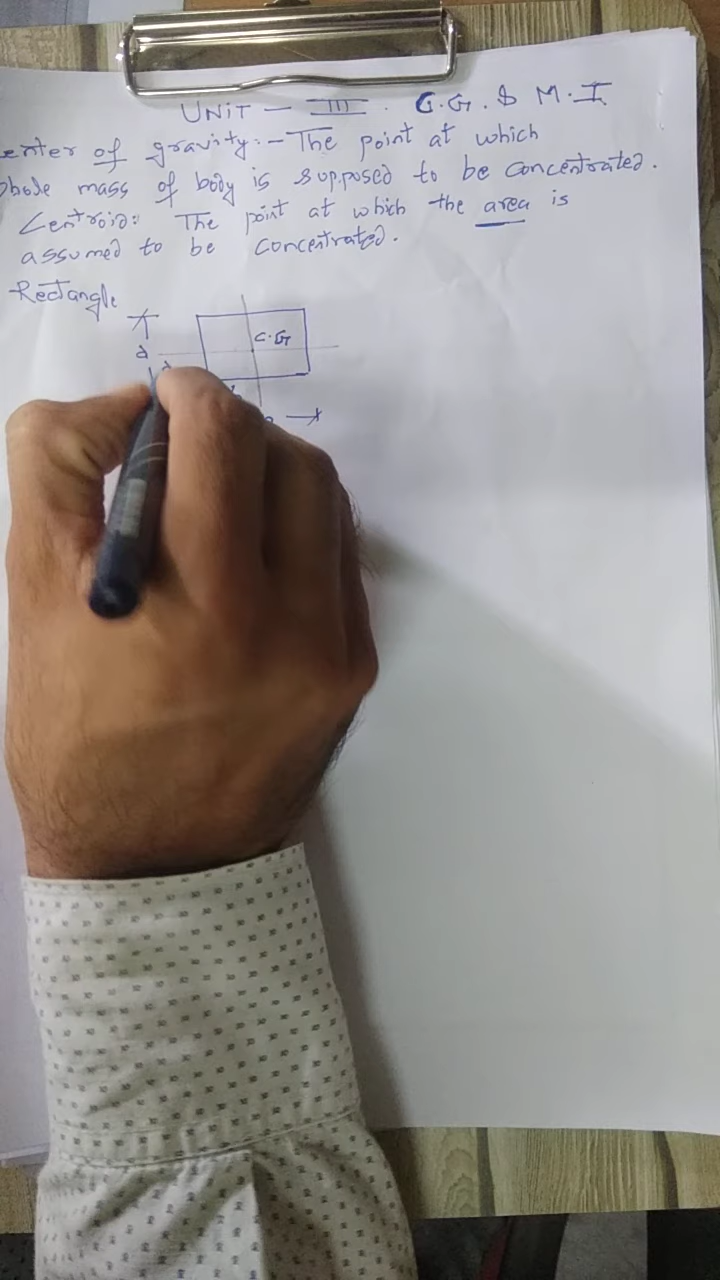 UNIT — III . C.G. & M.I
enter of gravity:- The point at which
hole mass of body is supposed to be concentrated.
Centroid: The point at which the area is
assumed to be concentrated.
Rectangle
C.G
d